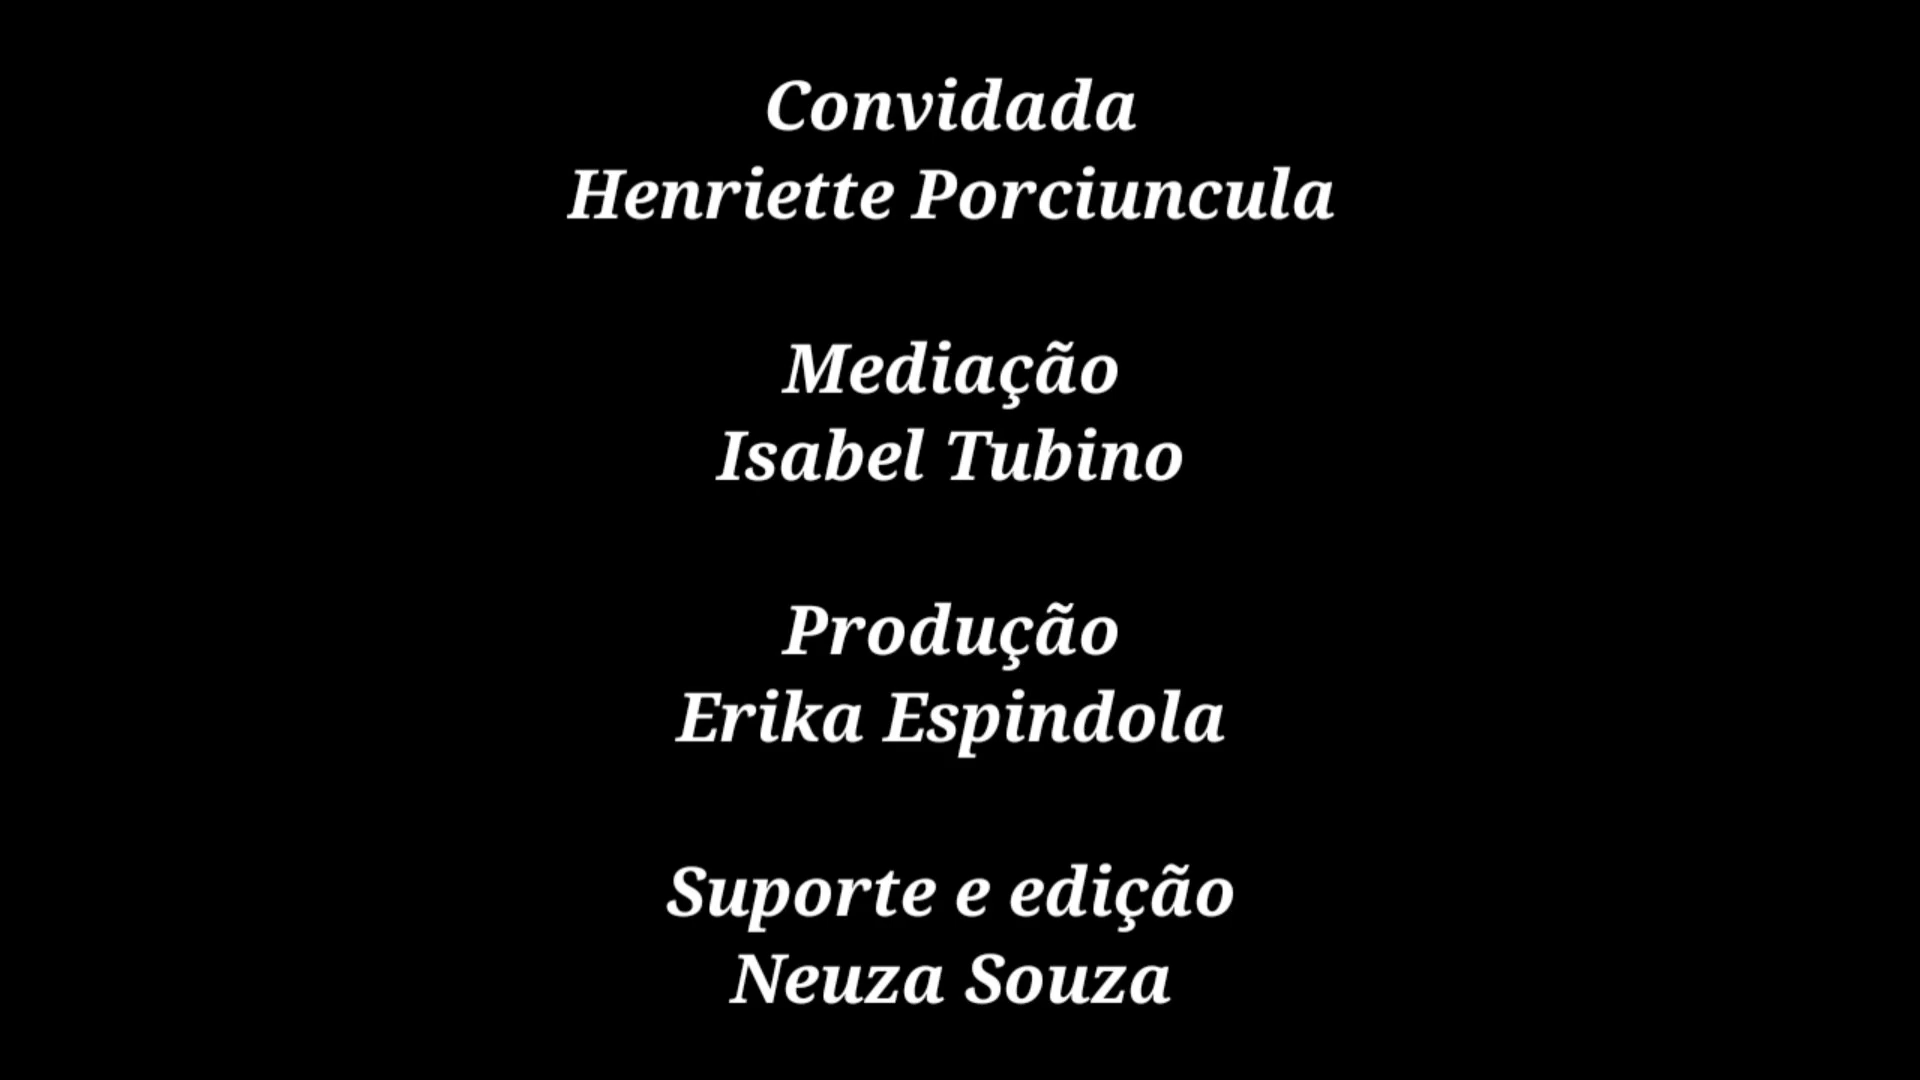 Convidada
Henriette Porciuncula
Mediação
Isabel Tubino
Produção
Erika Espindola
Suporte e edição
Neuza Souza